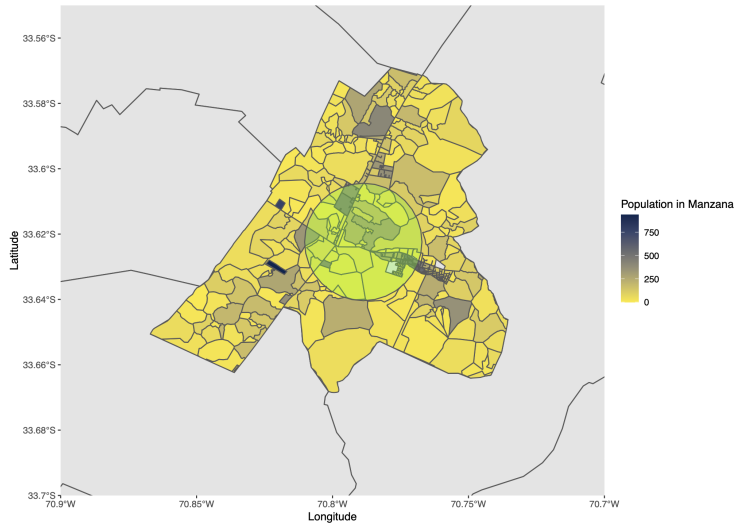 33.56°S
33.58°S
33.6°S
33.62°S
33.64°S
33.66°S
33.68°S
33.7°S
Latitude
70.9°W
70.85°W
70.8°W
70.75°W
70.7°W
Longitude
Population in Manzana
750
500
250
0